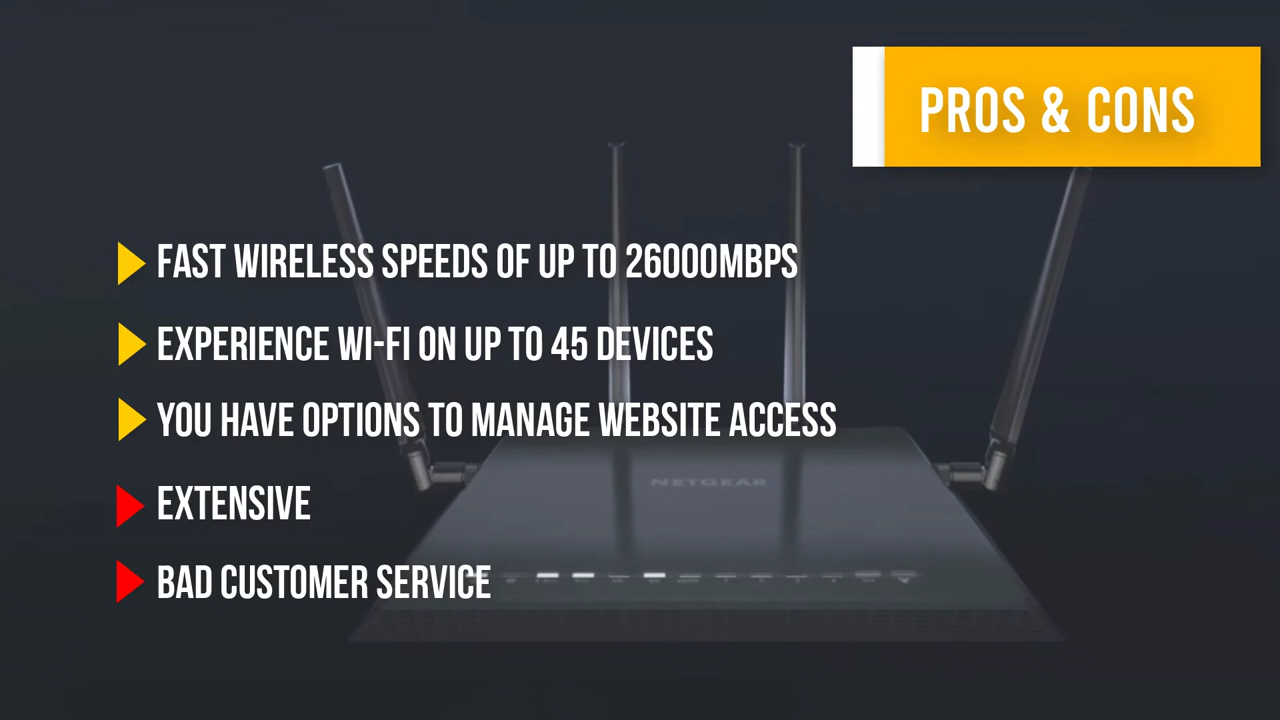 PROS & CONS
FAST WIRELESS SPEEDS OF UP TO 26000MBPS
EXPERIENCE WI-FI ON UP TO 45 DEVICES
YOU HAVE OPTIONS TO MANAGE WEBSITE ACCESS
NETGEAR
EXTENSIVE
BAD CUSTOMER SERVICE